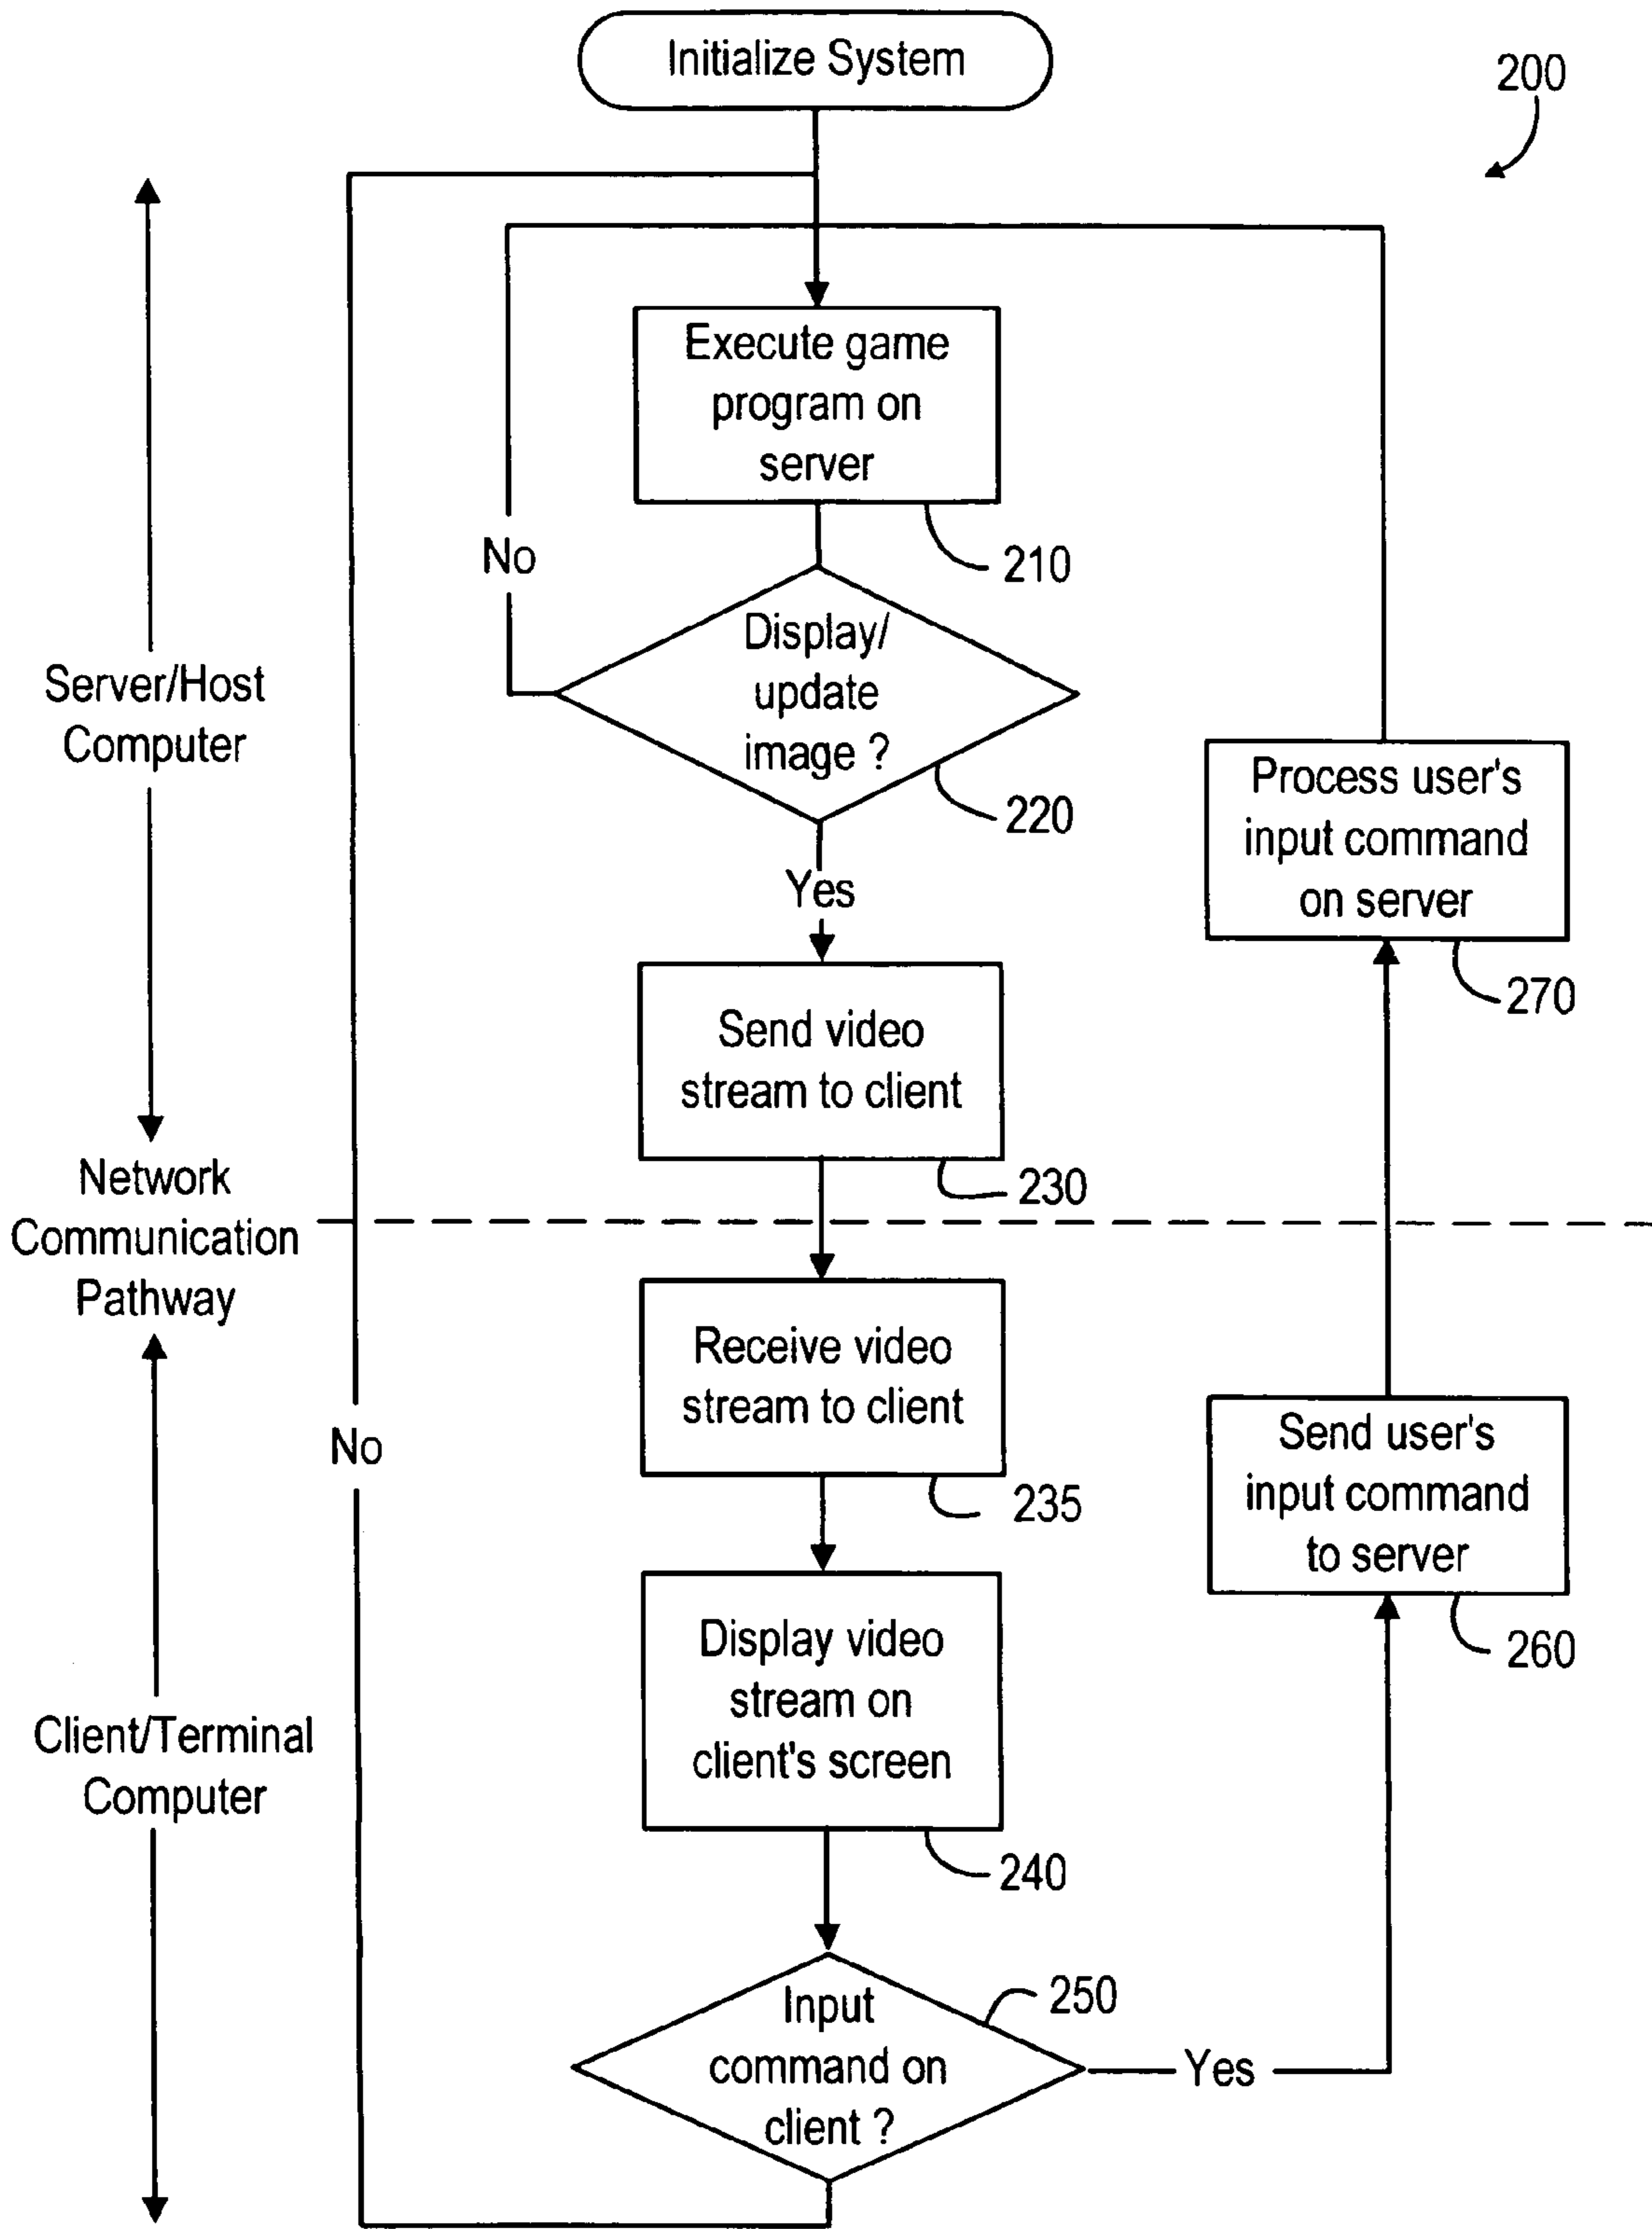 Initialize System
200
Execute game
program on
server
210
No
Display/
update
image ?
220
Server/Host
Computer
Yes
Process user's
input command
on server
270
Send video
stream to client
230
Network
Communication
Pathway
Receive video
stream to client
235
No
Send user's
input command
to server
260
Display video
stream on
client's screen
240
Client/Terminal
Computer
Input
command on
client ?
250
Yes